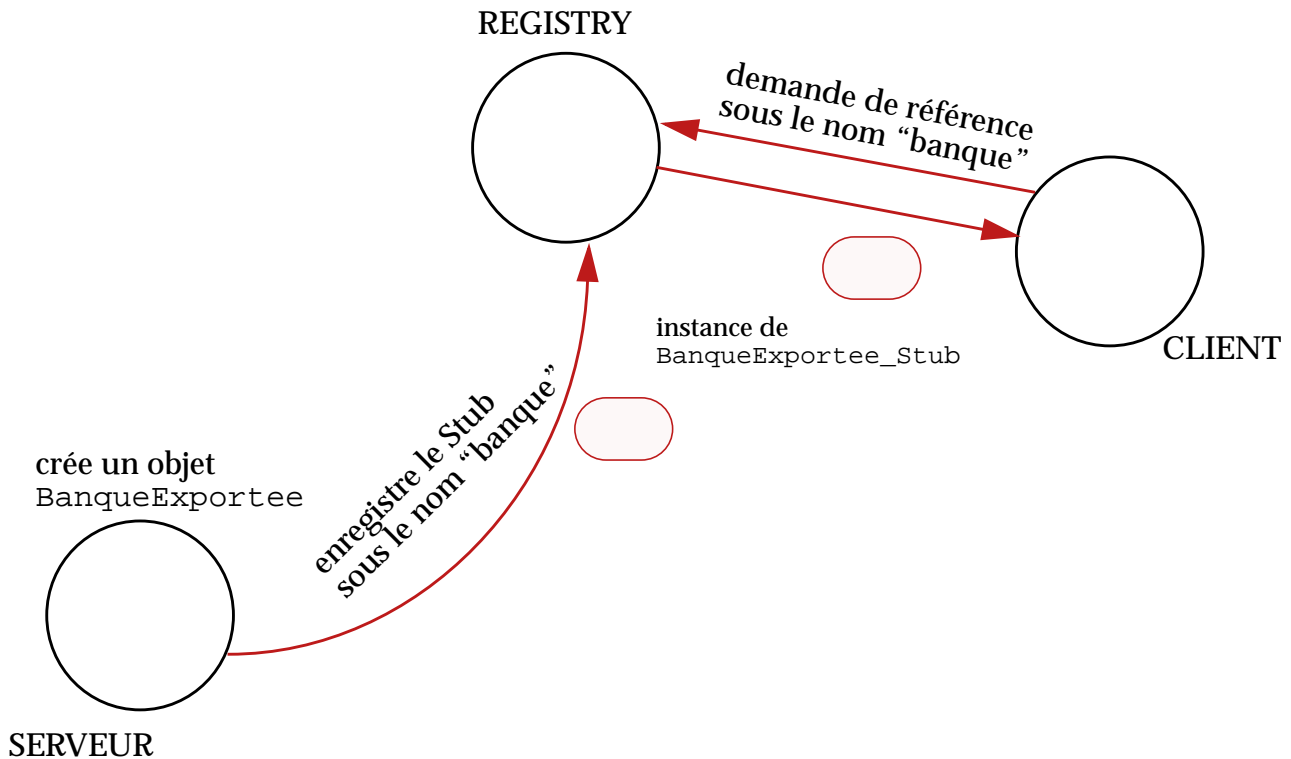 REGISTRY
demande de référence
sous le nom “banque”
instance de
BanqueExportee_Stub
CLIENT
enregistre le Stub
sous le nom “banque”
crée un objet
BanqueExportee
SERVEUR